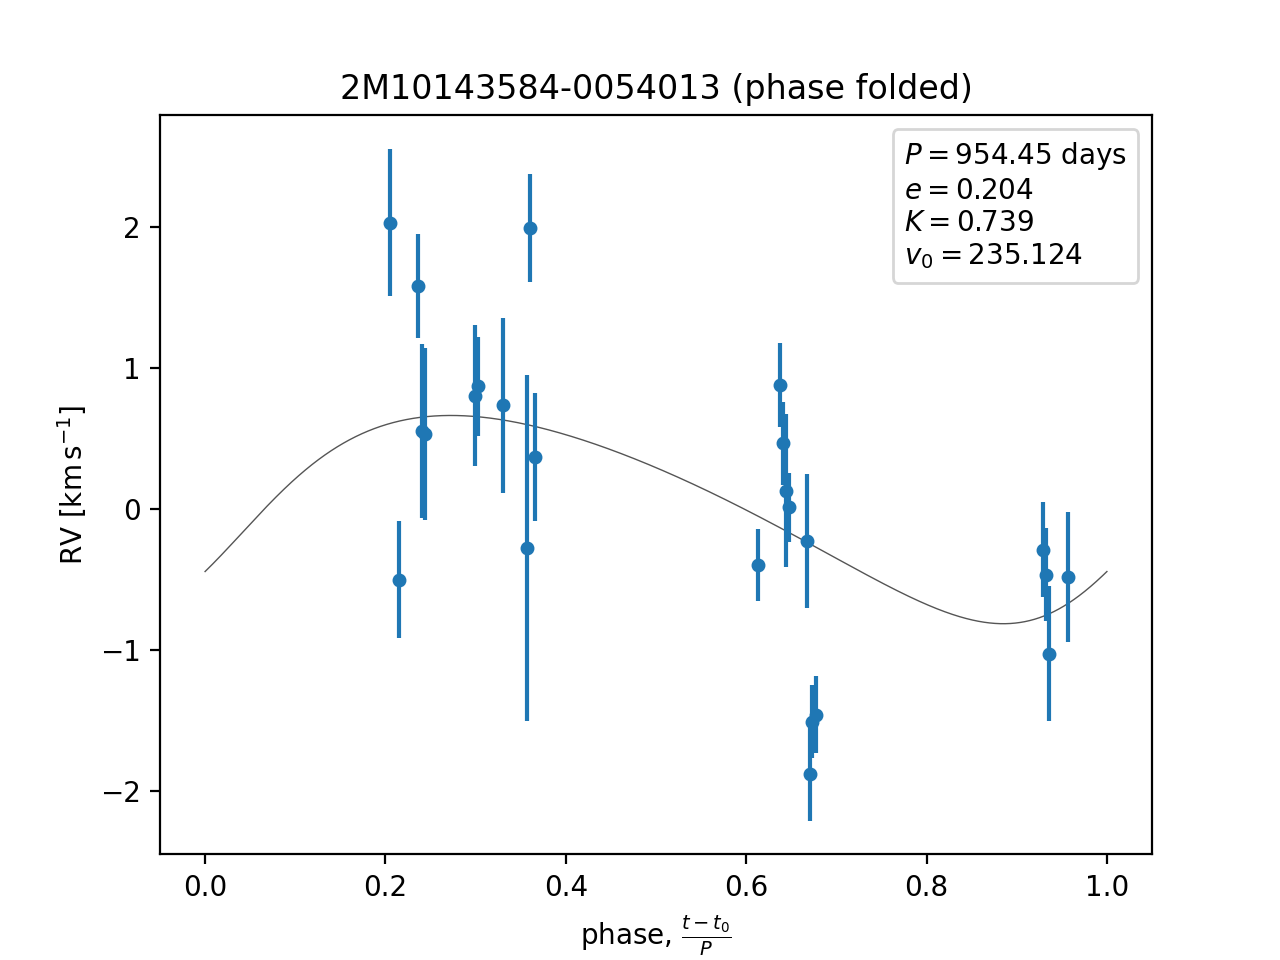 2M10143584-0054013 (phase folded)
P = 954.45 days
e = 0.204
K = 0.739
v₀ = 235.124
RV [km s⁻¹]
2
1
0
−1
−2
0.0 0.2 0.4 0.6 0.8 1.0
phase, (t − t₀)/P